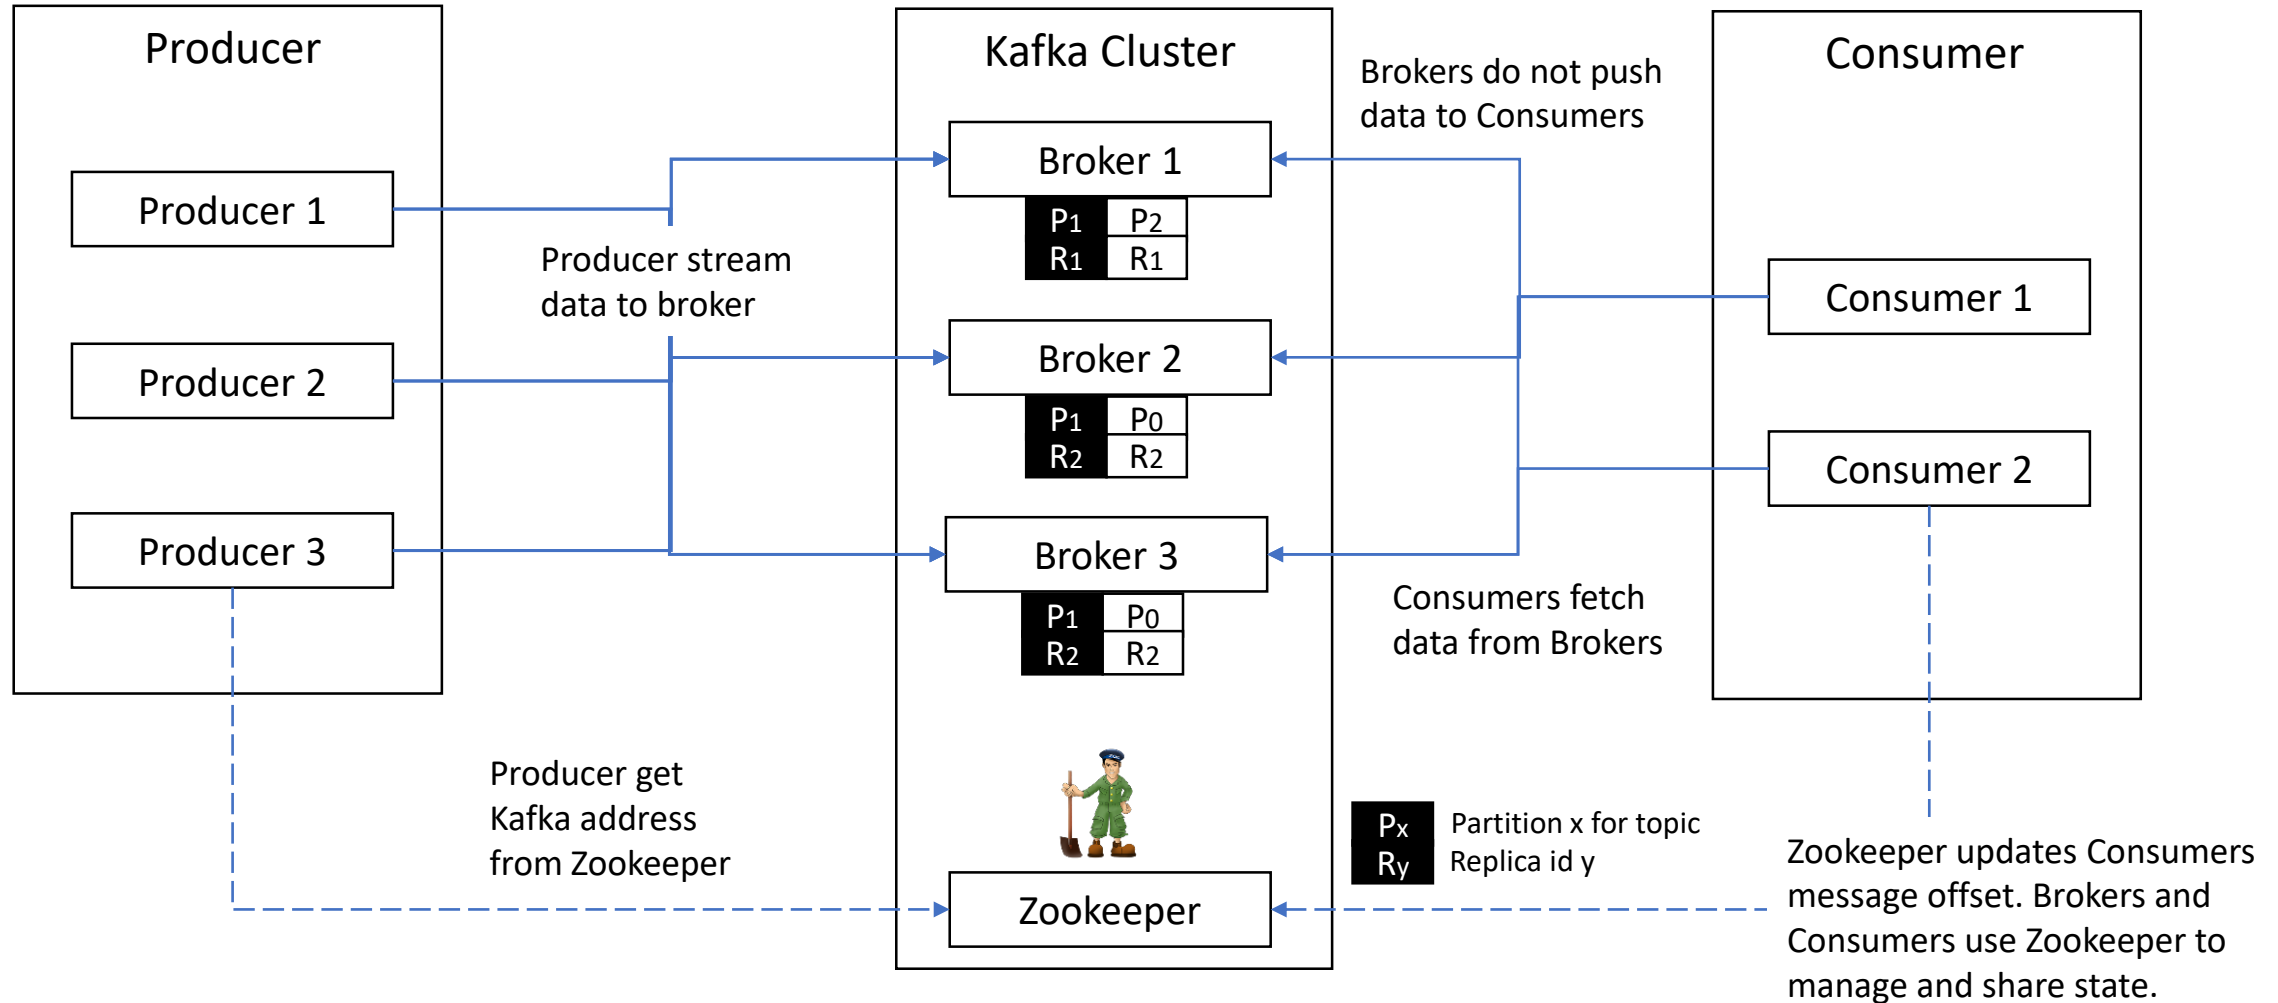 Producer
Producer 1
Producer 2
Producer 3
Producer stream
data to broker
Producer get
Kafka address
from Zookeeper
Kafka Cluster
Broker 1
P1 P2
R1 R1
Broker 2
P1 P0
R2 R2
Broker 3
P1 P0
R2 R2
Zookeeper
Brokers do not push
data to Consumers
Consumers fetch
data from Brokers
Px Partition x for topic
Ry Replica id y
Consumer
Consumer 1
Consumer 2
Zookeeper updates Consumers
message offset. Brokers and
Consumers use Zookeeper to
manage and share state.